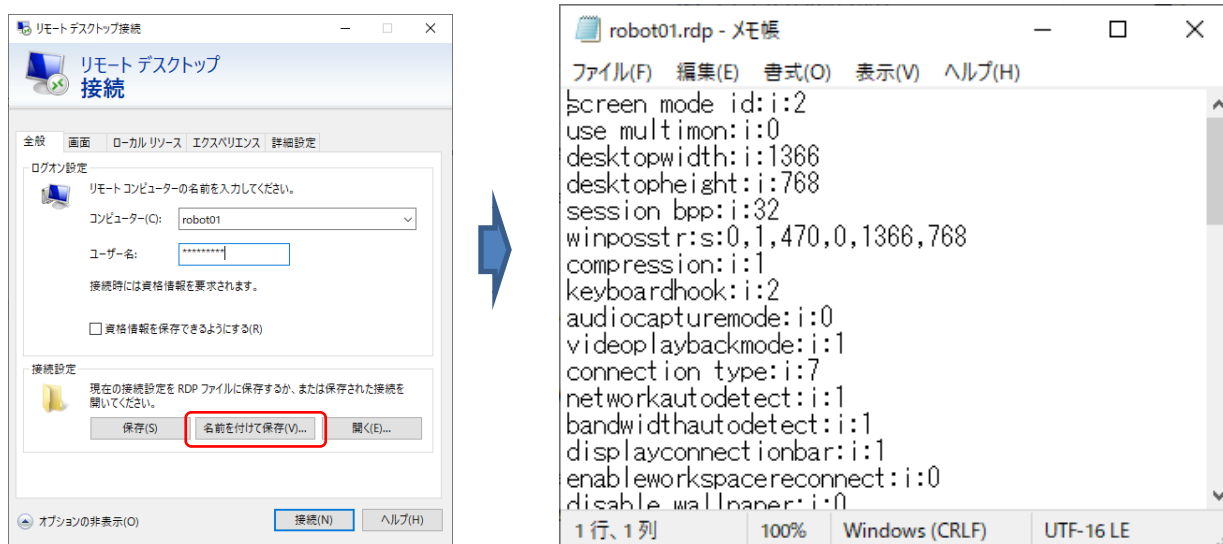 リモート デスクトップ接続
リモート デスクトップ
接続
全般 画面 ローカル リソース エクスペリエンス 詳細設定
ログオン設定
リモート コンピューターの名前を入力してください。
コンピューター(C): robot01
ユーザー名: *********
接続時には資格情報を要求されます。
資格情報を保存できるようにする(R)
接続設定
現在の接続設定を RDP ファイルに保存するか、または保存された接続を
開いてください。
保存(S) 名前を付けて保存(V)... 開く(E)...
オプションの非表示(O) 接続(N) ヘルプ(H)
robot01.rdp - メモ帳
ファイル(F) 編集(E) 書式(O) 表示(V) ヘルプ(H)
screen mode id:i:2
use multimon:i:0
desktopwidth:i:1366
desktopheight:i:768
session bpp:i:32
winposstr:s:0,1,470,0,1366,768
compression:i:1
keyboardhook:i:2
audiocapturemode:i:0
videoplaybackmode:i:1
connection type:i:7
networkautodetect:i:1
bandwidthautodetect:i:1
displayconnectionbar:i:1
enableworkspacereconnect:i:0
disable wallpaper:i:0
1 行、1 列 100% Windows (CRLF) UTF-16 LE